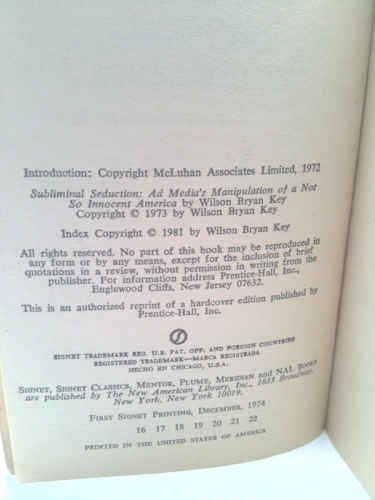 Introduction: Copyright McLuhan Associates Limited, 1972
Subliminal Seduction: Ad Media's Manipulation of a Not
So Innocent America by Wilson Bryan Key
Copyright © 1973 by Wilson Bryan Key
Index Copyright © 1981 by Wilson Bryan Key
All rights reserved. No part of this book may be reproduced in
any form or by any means, except for the inclusion of brief
quotations in a review, without permission in writing from the
publisher. For information address Prentice-Hall, Inc.,
Englewood Cliffs, New Jersey 07632.
This is an authorized reprint of a hardcover edition published by
Prentice-Hall, Inc.
SIGNET TRADEMARK REG. U.S. PAT. OFF. AND FOREIGN COUNTRIES
REGISTERED TRADEMARK—MARCA REGISTRADA
HECHO EN CHICAGO, U.S.A.
SIGNET, SIGNET CLASSICS, MENTOR, PLUME, MERIDIAN and NAL BOOKS
are published by The New American Library, Inc., 1633 Broadway,
New York, New York 10019.
FIRST SIGNET PRINTING, DECEMBER, 1974
16 17 18 19 20 21 22
PRINTED IN THE UNITED STATES OF AMERICA